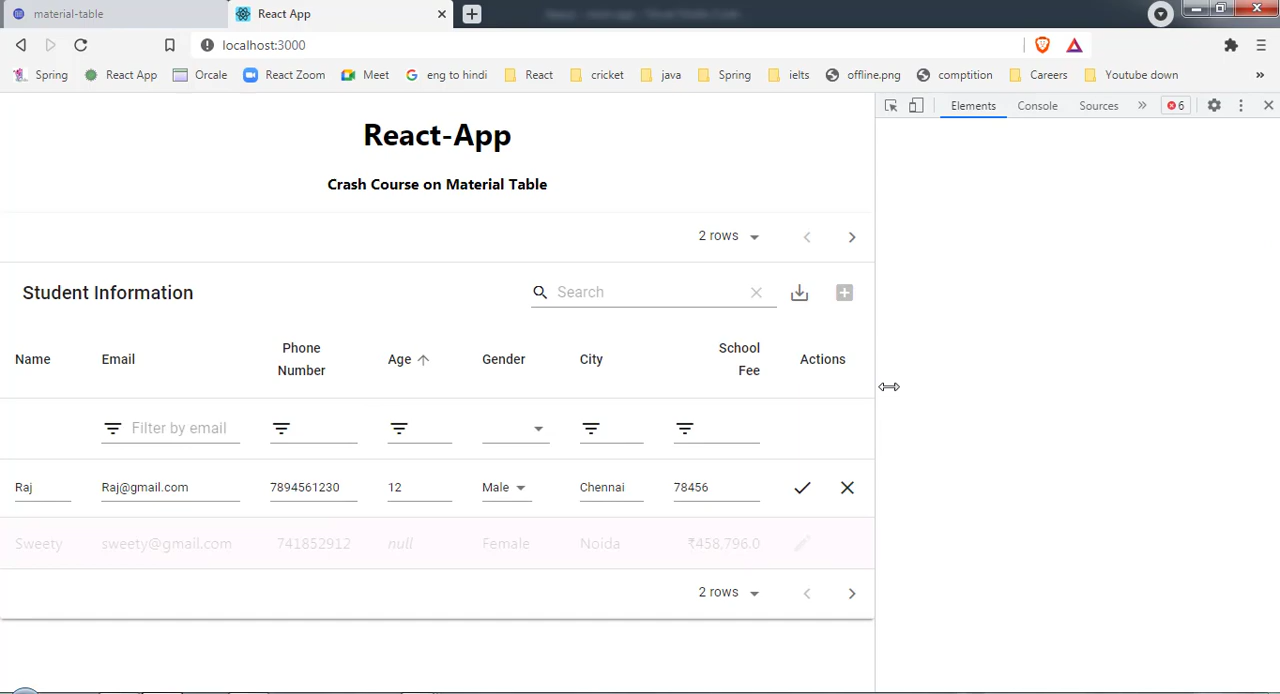 material-table
React App
localhost:3000
Spring
React App
Orcale
React Zoom
Meet
eng to hindi
React
cricket
java
Spring
ielts
offline.png
comptition
Careers
Youtube down
»
Elements
Console
Sources
»
6
React-App
Crash Course on Material Table
2 rows
Student Information
Search
Name
Email
Phone
Number
Age
Gender
City
School
Fee
Actions
Filter by email
Raj
Raj@gmail.com
7894561230
12
Male
Chennai
78456
Sweety
sweety@gmail.com
741852912
null
Female
Noida
₹458,796.0
2 rows